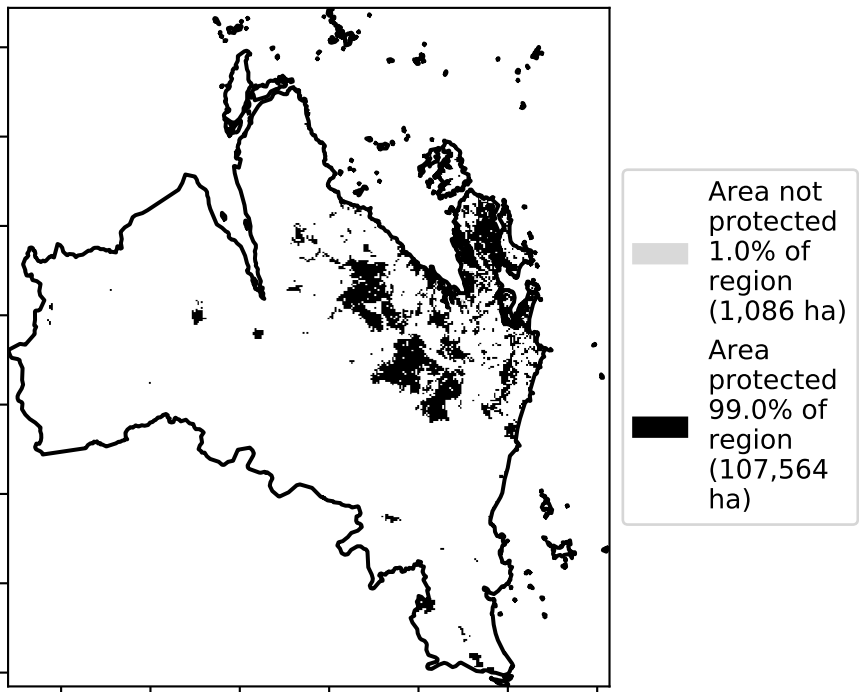 Area not
protected
1.0% of
region
(1,086 ha)
Area
protected
99.0% of
region
(107,564
ha)